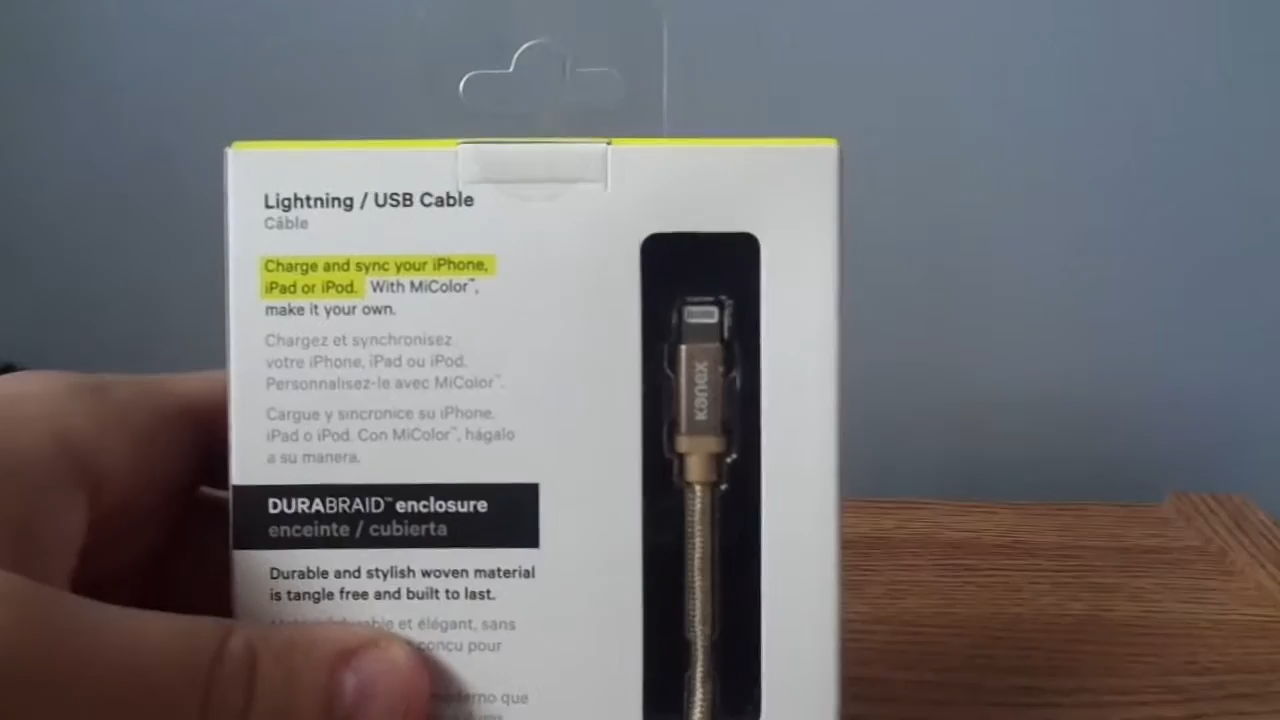 Lightning / USB Cable
Câble
Charge and sync your iPhone,
iPad or iPod. With MiColor™,
make it your own.
Chargez et synchronisez
votre iPhone, iPad ou iPod.
Personnalisez-le avec MiColor™.
Cargue y sincronice su iPhone,
iPad o iPod. Con MiColor™, hágalo
a su manera.
DURABRAID™ enclosure
enceinte / cubierta
Durable and stylish woven material
is tangle free and built to last.
et élégant, sans
conçu pour
que
kanex